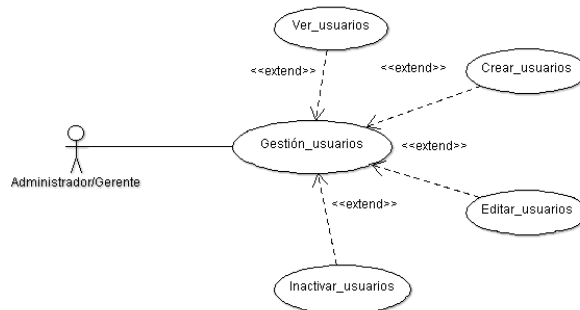 Ver_usuarios
<<extend>>
<<extend>>
Crear_usuarios
Gestión_usuarios
<<extend>>
Administrador/Gerente
<<extend>>
Editar_usuarios
Inactivar_usuarios